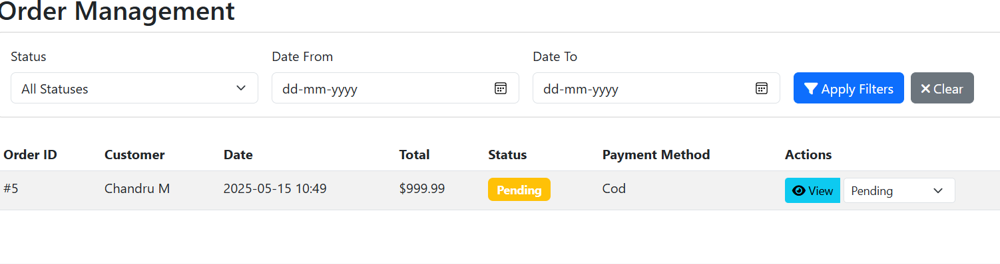 Order Management
Status Date From Date To
All Statuses dd-mm-yyyy dd-mm-yyyy Apply Filters Clear
Order ID Customer Date Total Status Payment Method Actions
#5 Chandru M 2025-05-15 10:49 $999.99 Pending Cod View Pending